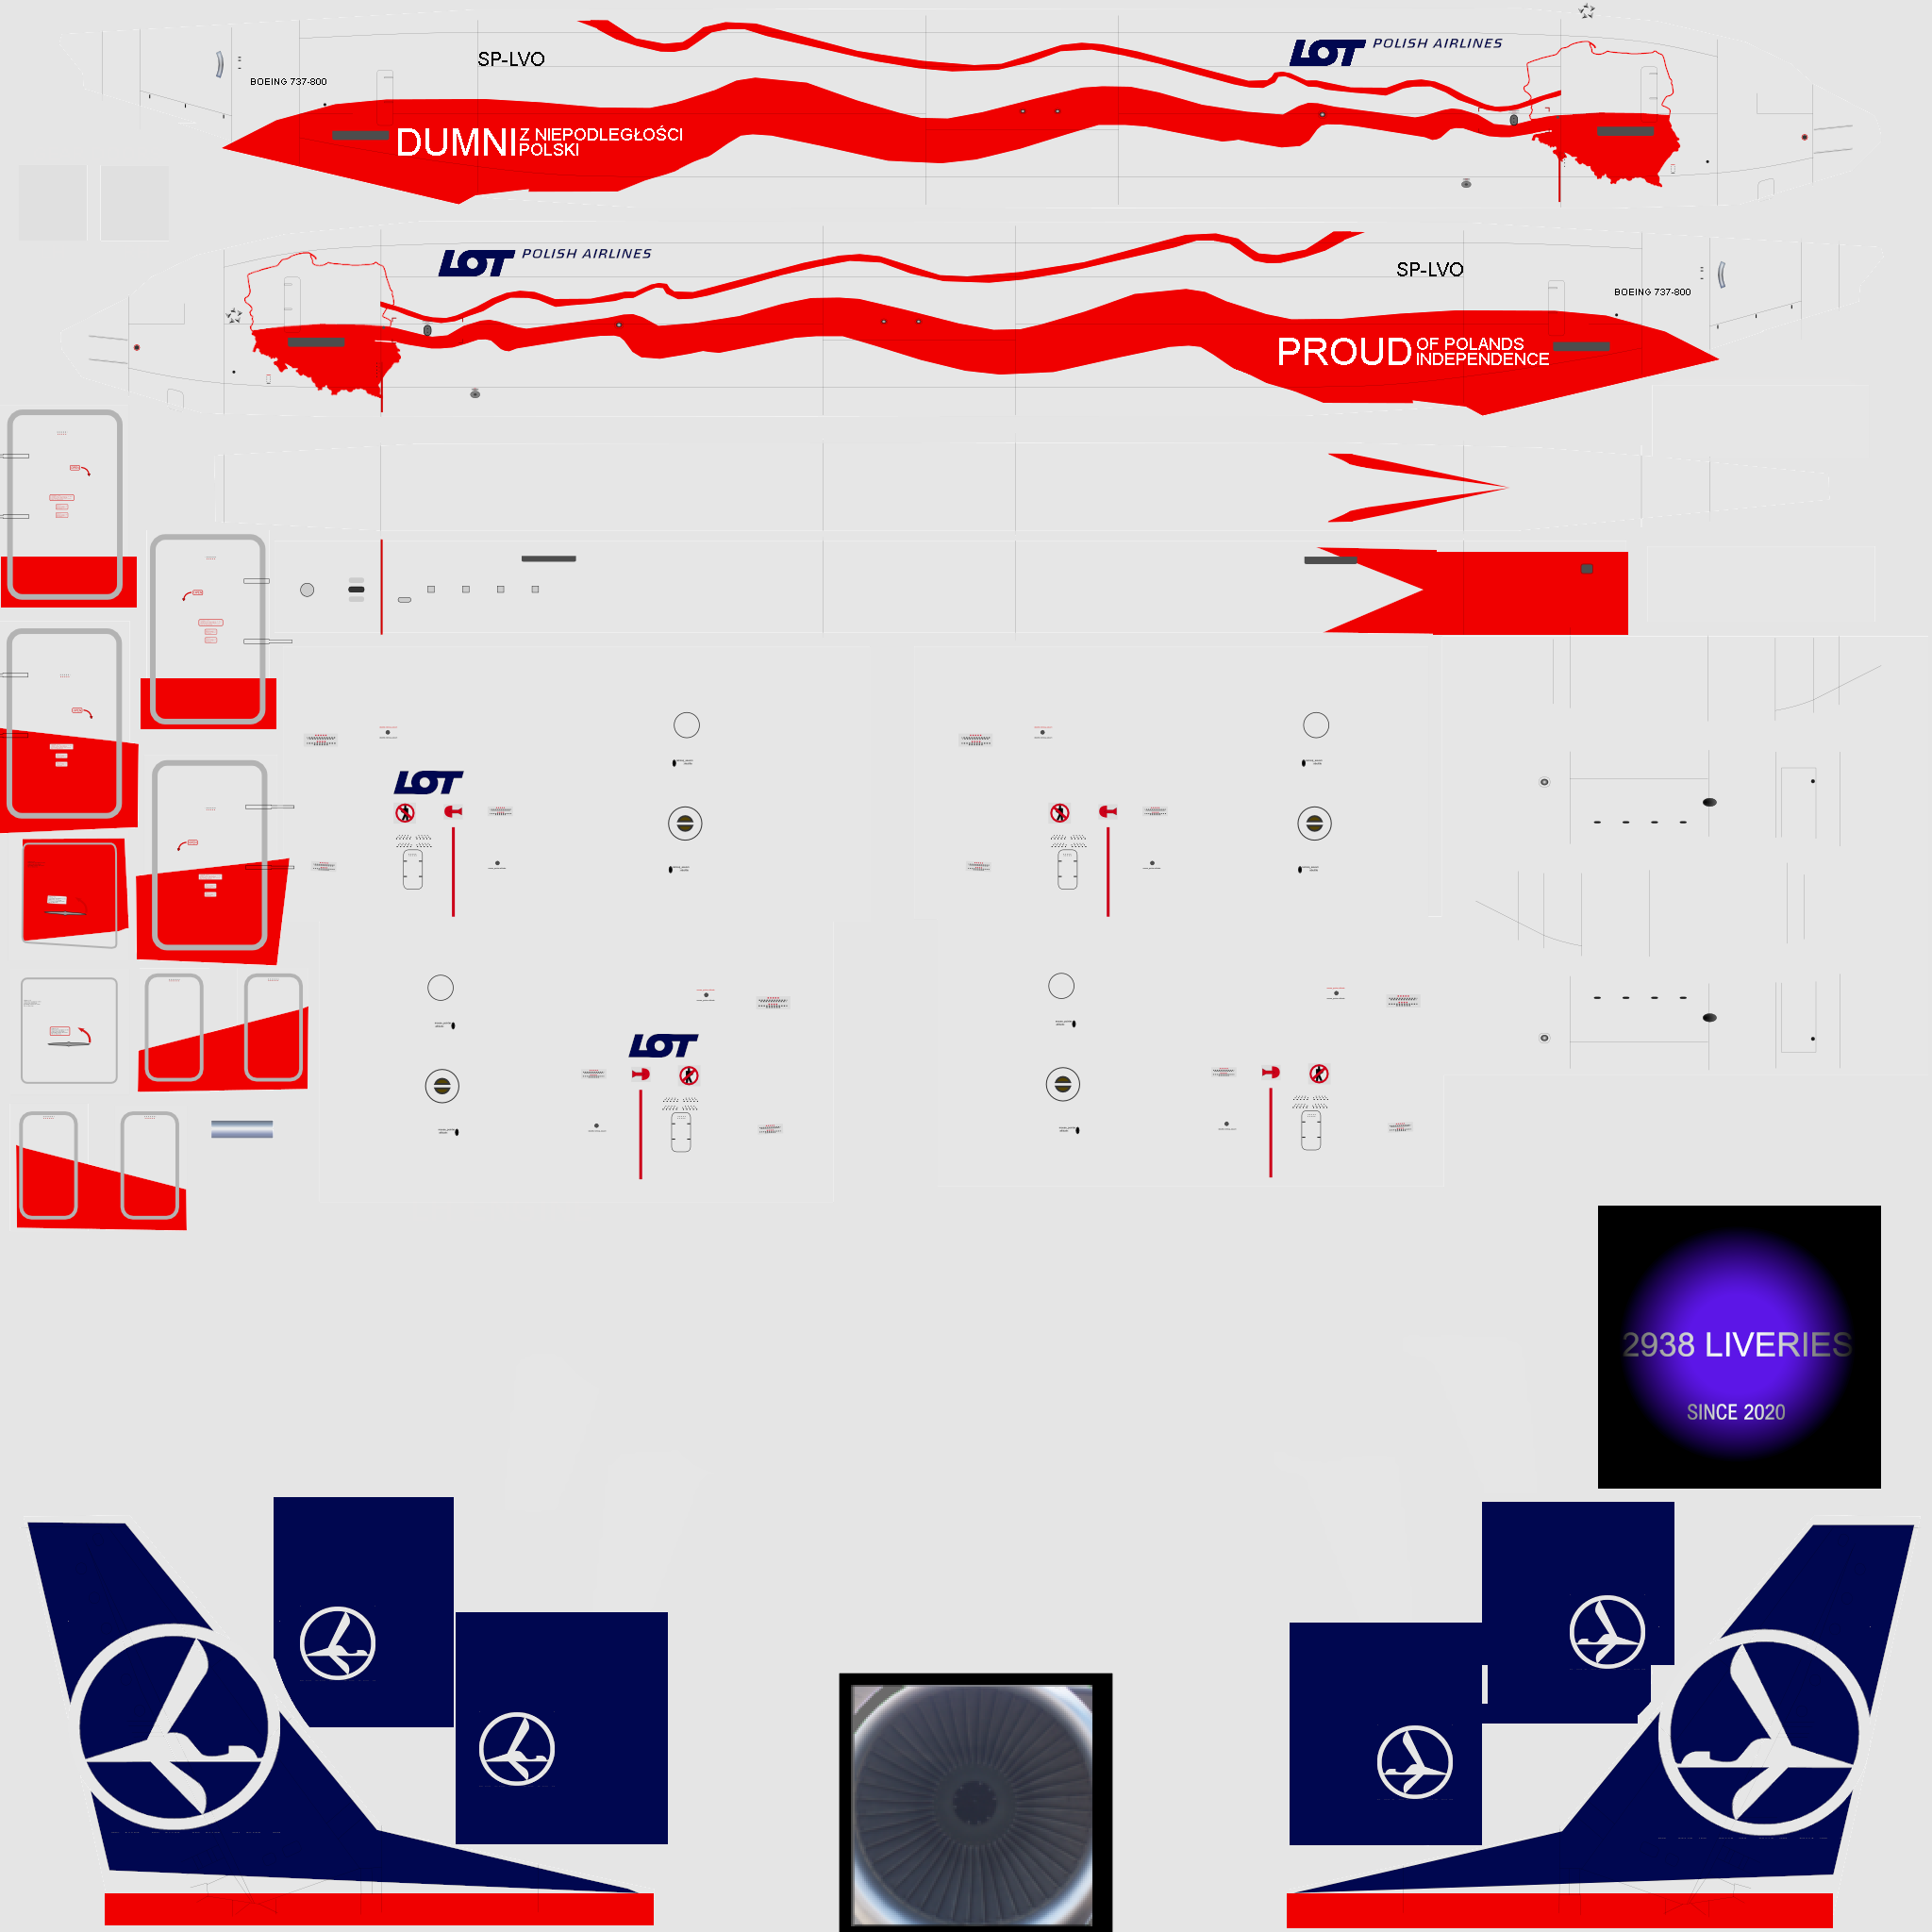 SP-LVO
LOT POLISH AIRLINES
BOEING 737-800
DUMNI Z NIEPODLEGŁOŚCI
POLSKI
LOT POLISH AIRLINES
SP-LVO
BOEING 737-800
PROUD OF POLANDS
INDEPENDENCE
LOT
LOT
2938 LIVERIES
SINCE 2020